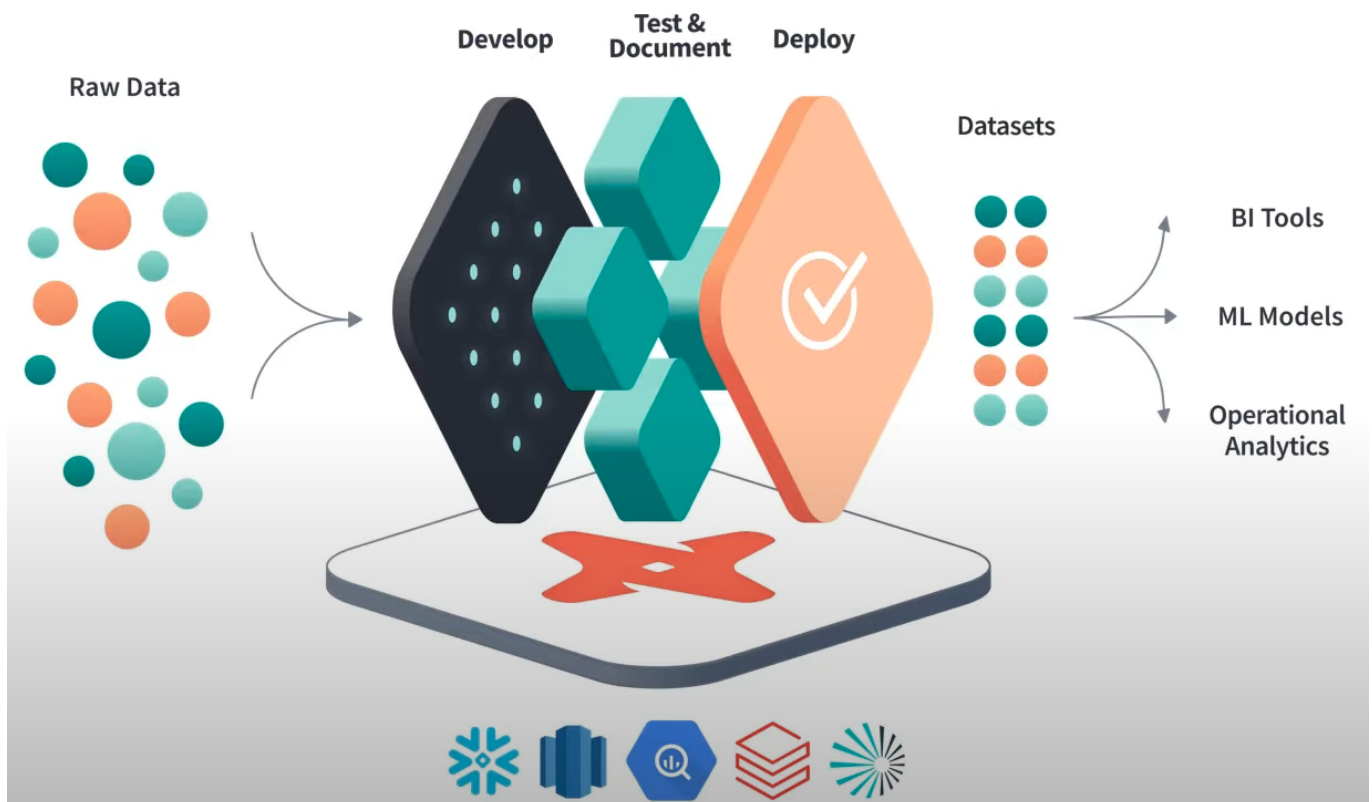 Raw Data
Develop
Test &
Document
Deploy
Datasets
BI Tools
ML Models
Operational
Analytics